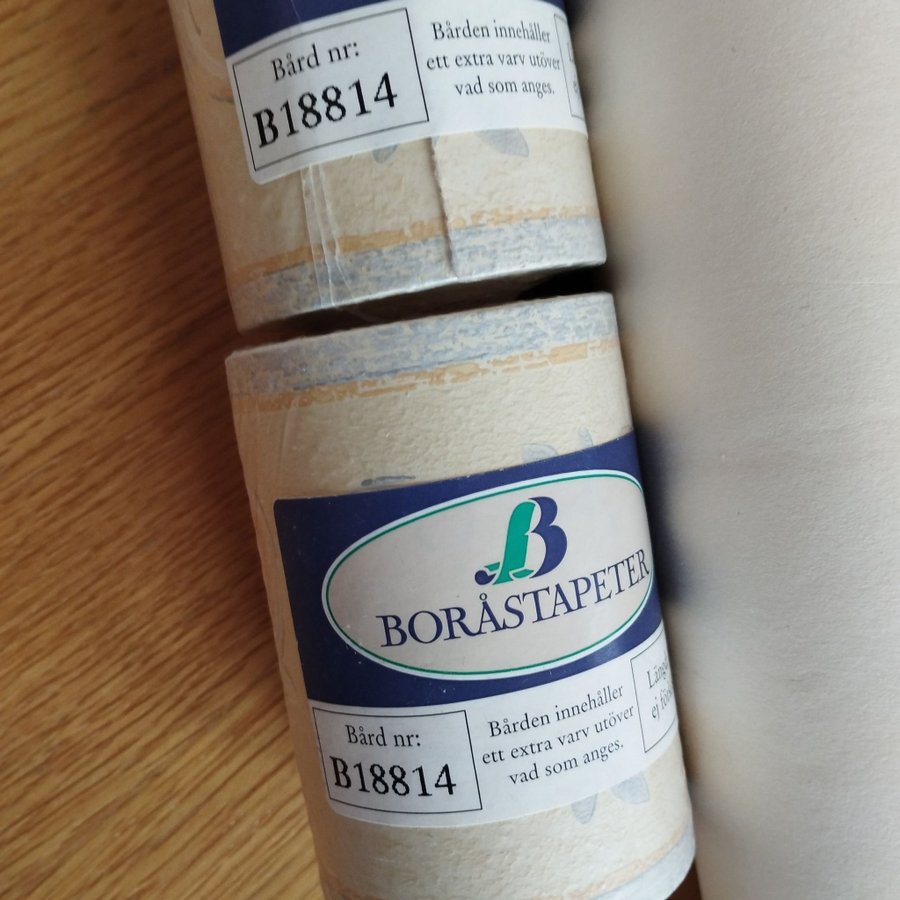 Bård nr:
B18814
Bården innehåller
ett extra varv utöver
vad som anges.
BORÅSTAPETER
Bård nr:
B18814
Bården innehåller
ett extra varv utöver
vad som anges.
ej